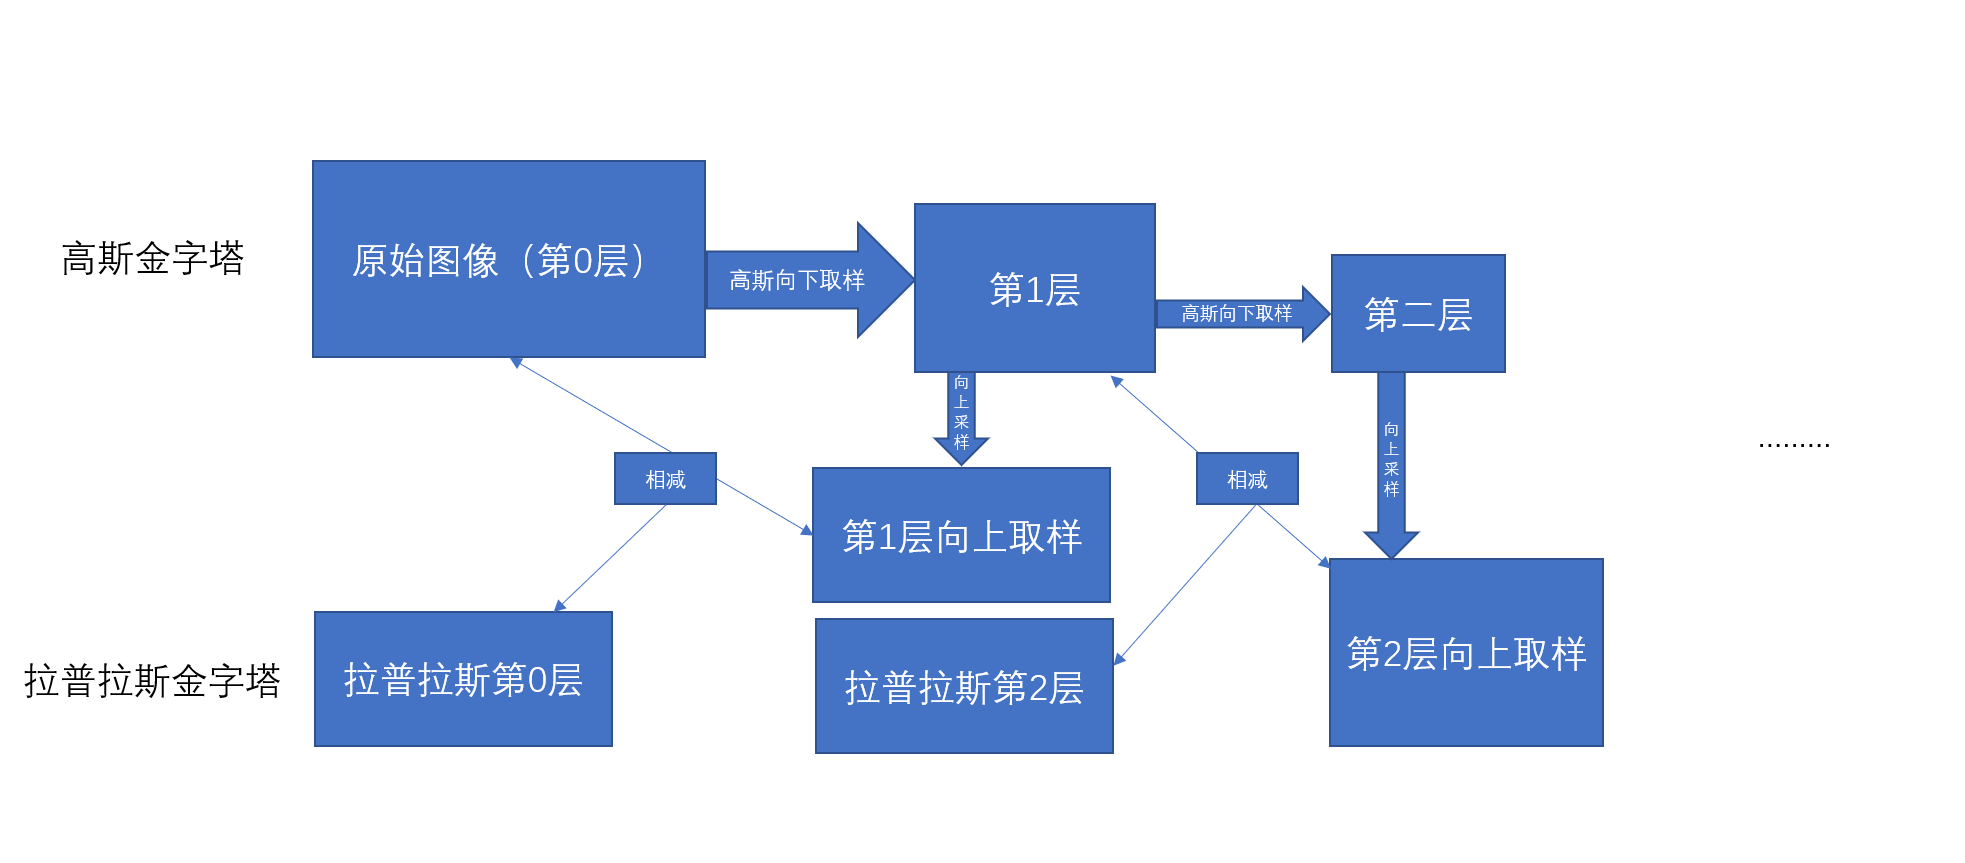 高斯金字塔
原始图像（第0层）
高斯向下取样
第1层
高斯向下取样
第二层
向上采样
向上采样
相减
相减
.........
第1层向上取样
第2层向上取样
拉普拉斯金字塔
拉普拉斯第0层
拉普拉斯第2层